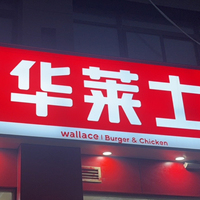 华莱士
wallace | Burger & Chicken